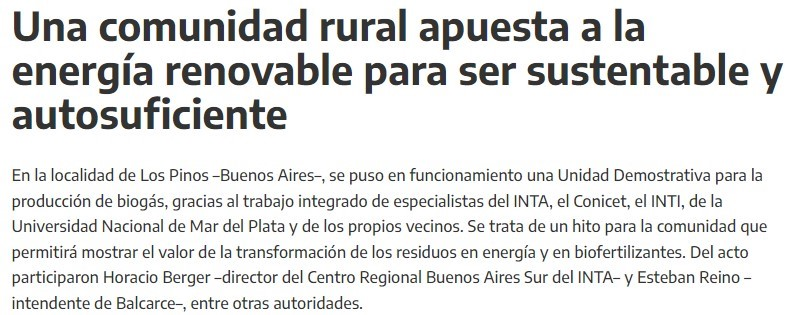 Una comunidad rural apuesta a la
energía renovable para ser sustentable y
autosuficiente
En la localidad de Los Pinos –Buenos Aires–, se puso en funcionamiento una Unidad Demostrativa para la
producción de biogás, gracias al trabajo integrado de especialistas del INTA, el Conicet, el INTI, de la
Universidad Nacional de Mar del Plata y de los propios vecinos. Se trata de un hito para la comunidad que
permitirá mostrar el valor de la transformación de los residuos en energía y en biofertilizantes. Del acto
participaron Horacio Berger –director del Centro Regional Buenos Aires Sur del INTA– y Esteban Reino –
intendente de Balcarce–, entre otras autoridades.